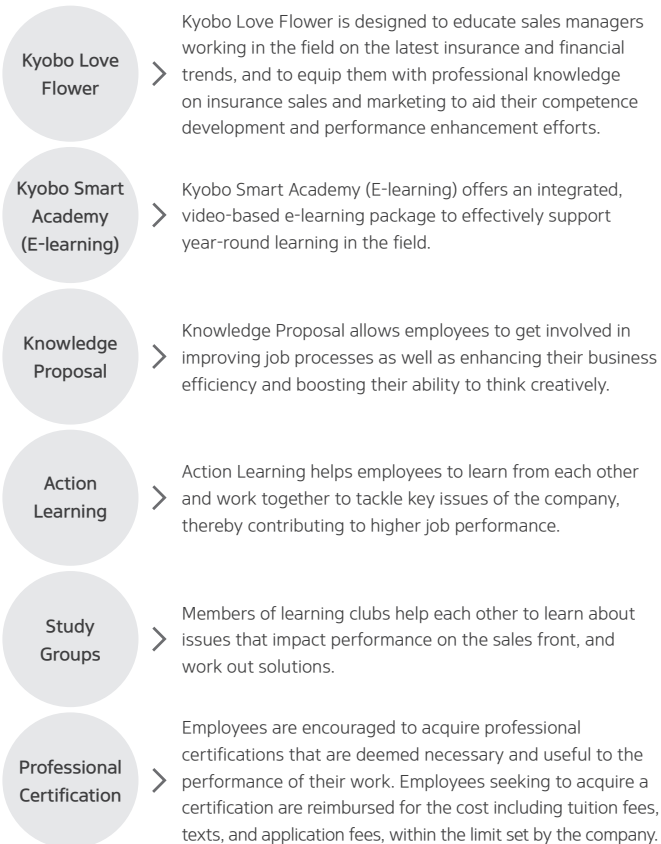 Kyobo Love
Flower
Kyobo Love Flower is designed to educate sales managers
working in the field on the latest insurance and financial
trends, and to equip them with professional knowledge
on insurance sales and marketing to aid their competence
development and performance enhancement efforts.
Kyobo Smart
Academy
(E-learning)
Kyobo Smart Academy (E-learning) offers an integrated,
video-based e-learning package to effectively support
year-round learning in the field.
Knowledge
Proposal
Knowledge Proposal allows employees to get involved in
improving job processes as well as enhancing their business
efficiency and boosting their ability to think creatively.
Action
Learning
Action Learning helps employees to learn from each other
and work together to tackle key issues of the company,
thereby contributing to higher job performance.
Study
Groups
Members of learning clubs help each other to learn about
issues that impact performance on the sales front, and
work out solutions.
Professional
Certification
Employees are encouraged to acquire professional
certifications that are deemed necessary and useful to the
performance of their work. Employees seeking to acquire a
certification are reimbursed for the cost including tuition fees,
texts, and application fees, within the limit set by the company.